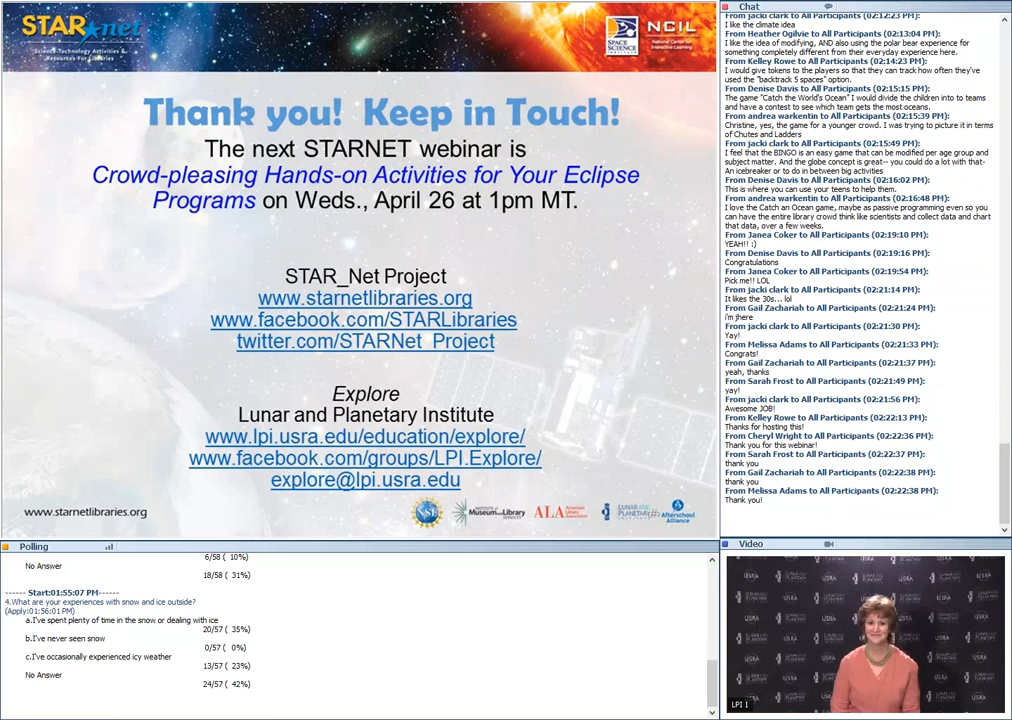 STAR net
Science-Technology Activities &
Resources For Libraries
SPACE
SCIENCE
INSTITUTE
NCIL
National Center for
Interactive Learning
Thank you! Keep in Touch!
The next STARNET webinar is
Crowd-pleasing Hands-on Activities for Your Eclipse
Programs on Weds., April 26 at 1pm MT.
STAR_Net Project
www.starnetlibraries.org
www.facebook.com/STARLibraries
twitter.com/STARNet_Project
Explore
Lunar and Planetary Institute
www.lpi.usra.edu/education/explore/
www.facebook.com/groups/LPI.Explore/
explore@lpi.usra.edu
www.starnetlibraries.org
INSTITUTE of
Museum and Library
SERVICES
ALA American
Library
Association
LUNAR AND
PLANETARY
INSTITUTE
Afterschool
Alliance
Chat
From jacki clark to All Participants (02:12:23 PM):
I like the climate idea
From Heather Ogilvie to All Participants (02:13:04 PM):
I like the idea of modifying, AND also using the polar bear experience for
something completely different from their everyday experience here.
From Kelley Rowe to All Participants (02:14:23 PM):
I would give tokens to the players so that they can track how often they've
used the "backtrack 5 spaces" option.
From Denise Davis to All Participants (02:15:15 PM):
The game "Catch the World's Ocean" I would divide the children into to teams
and have a contest to see which team gets the most oceans.
From andrea warkentin to All Participants (02:15:39 PM):
Christine, yes, the game for a younger crowd. I was trying to picture it in terms
of Chutes and Ladders
From jacki clark to All Participants (02:15:49 PM):
I feel that the BINGO is an easy game that can be modified per age group and
subject matter. And the globe concept is great-- you could do a lot with that-
An icebreaker or to do in between big activities
From Denise Davis to All Participants (02:16:02 PM):
This is where you can use your teens to help them.
From andrea warkentin to All Participants (02:16:48 PM):
I love the Catch an Ocean game, maybe as passive programming even so you
can have the entire library crowd think like scientists and collect data and chart
that data, over a few weeks.
From Janea Coker to All Participants (02:19:10 PM):
YEAH!! :)
From Denise Davis to All Participants (02:19:16 PM):
Congratulations
From Janea Coker to All Participants (02:19:54 PM):
Pick me!! LOL
From jacki clark to All Participants (02:21:14 PM):
It likes the 30s... lol
From Gail Zachariah to All Participants (02:21:24 PM):
i'm jhere
From jacki clark to All Participants (02:21:30 PM):
Yay!
From Melissa Adams to All Participants (02:21:33 PM):
Congrats!
From Gail Zachariah to All Participants (02:21:37 PM):
yeah, thanks
From Sarah Frost to All Participants (02:21:49 PM):
yay!
From jacki clark to All Participants (02:21:56 PM):
Awesome JOB!
From Kelley Rowe to All Participants (02:22:13 PM):
Thanks for hosting this!
From Cheryl Wright to All Participants (02:22:36 PM):
Thank you for this webinar!
From Sarah Frost to All Participants (02:22:37 PM):
thank you
From Gail Zachariah to All Participants (02:22:38 PM):
thank you
From Melissa Adams to All Participants (02:22:38 PM):
Thank you!
Polling
6/58 ( 10%)
No Answer
18/58 ( 31%)
------ Start:01:55:07 PM------
4.What are your experiences with snow and ice outside?
(Apply:01:56:01 PM)
a.I've spent plenty of time in the snow or dealing with ice
20/57 ( 35%)
b.I've never seen snow
0/57 ( 0%)
c.I've occasionally experienced icy weather
13/57 ( 23%)
No Answer
24/57 ( 42%)
Video
USRA
LPI 1